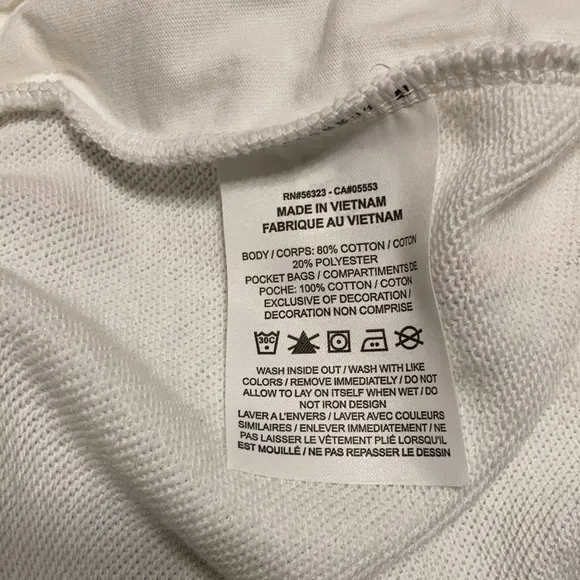 RN#56323 - CA#05553
MADE IN VIETNAM
FABRIQUE AU VIETNAM
BODY / CORPS: 80% COTTON / COTON
20% POLYESTER
POCKET BAGS / COMPARTIMENTS DE
POCHE: 100% COTTON / COTON
EXCLUSIVE OF DECORATION /
DECORATION NON COMPRISE
30C
WASH INSIDE OUT / WASH WITH LIKE
COLORS / REMOVE IMMEDIATELY / DO NOT
ALLOW TO LAY ON ITSELF WHEN WET / DO
NOT IRON DESIGN
LAVER A L'ENVERS / LAVER AVEC COULEURS
SIMILAIRES / ENLEVER IMMÉDIATEMENT / NE
PAS LAISSER LE VÊTEMENT PLIÉ LORSQU'IL
EST MOUILLÉ / NE PAS REPASSER LE DESSIN